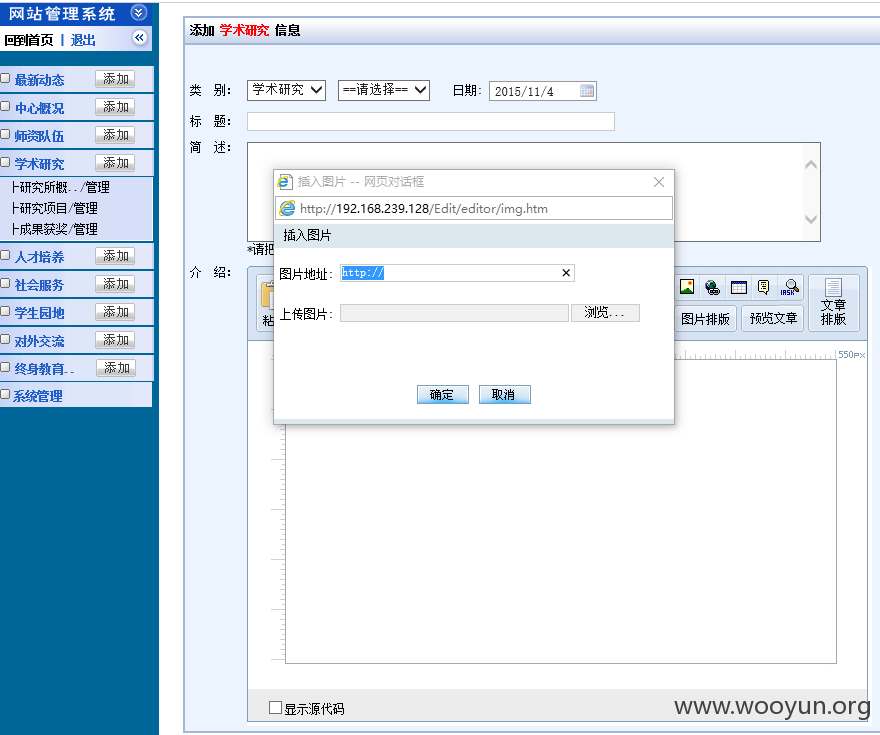 网站管理系统
回到首页 | 退出
最新动态 添加
中心概况 添加
师资队伍 添加
学术研究 添加
├研究所概../管理
├研究项目/管理
├成果获奖/管理
人才培养 添加
社会服务 添加
学生园地 添加
对外交流 添加
终身教育.. 添加
系统管理
添加 学术研究 信息
类 别: 学术研究 ==请选择== 日期: 2015/11/4
标 题:
简 述:
*请把
介 绍:
粘
插入图片 -- 网页对话框
http://192.168.239.128/Edit/editor/img.htm
插入图片
图片地址: http://
上传图片: 浏览...
确定 取消
IASK
图片排版 预览文章 文章
排版
550px
显示源代码
www.wooyun.org